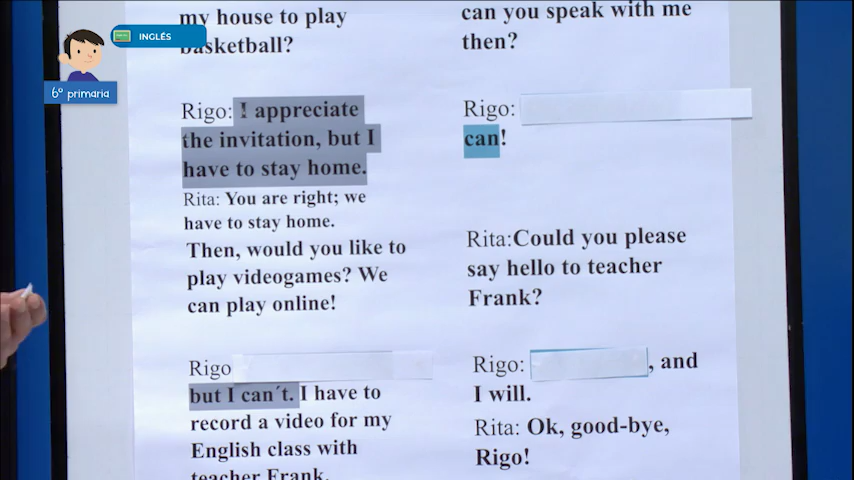 INGLÉS
6º primaria
my house to play
basketball?
Rigo: I appreciate
the invitation, but I
have to stay home.
Rita: You are right; we
have to stay home.
Then, would you like to
play videogames? We
can play online!
Rigo
but I can´t. I have to
record a video for my
English class with
teacher Frank.
can you speak with me
then?
Rigo:
can!
Rita:Could you please
say hello to teacher
Frank?
Rigo: , and
I will.
Rita: Ok, good-bye,
Rigo!